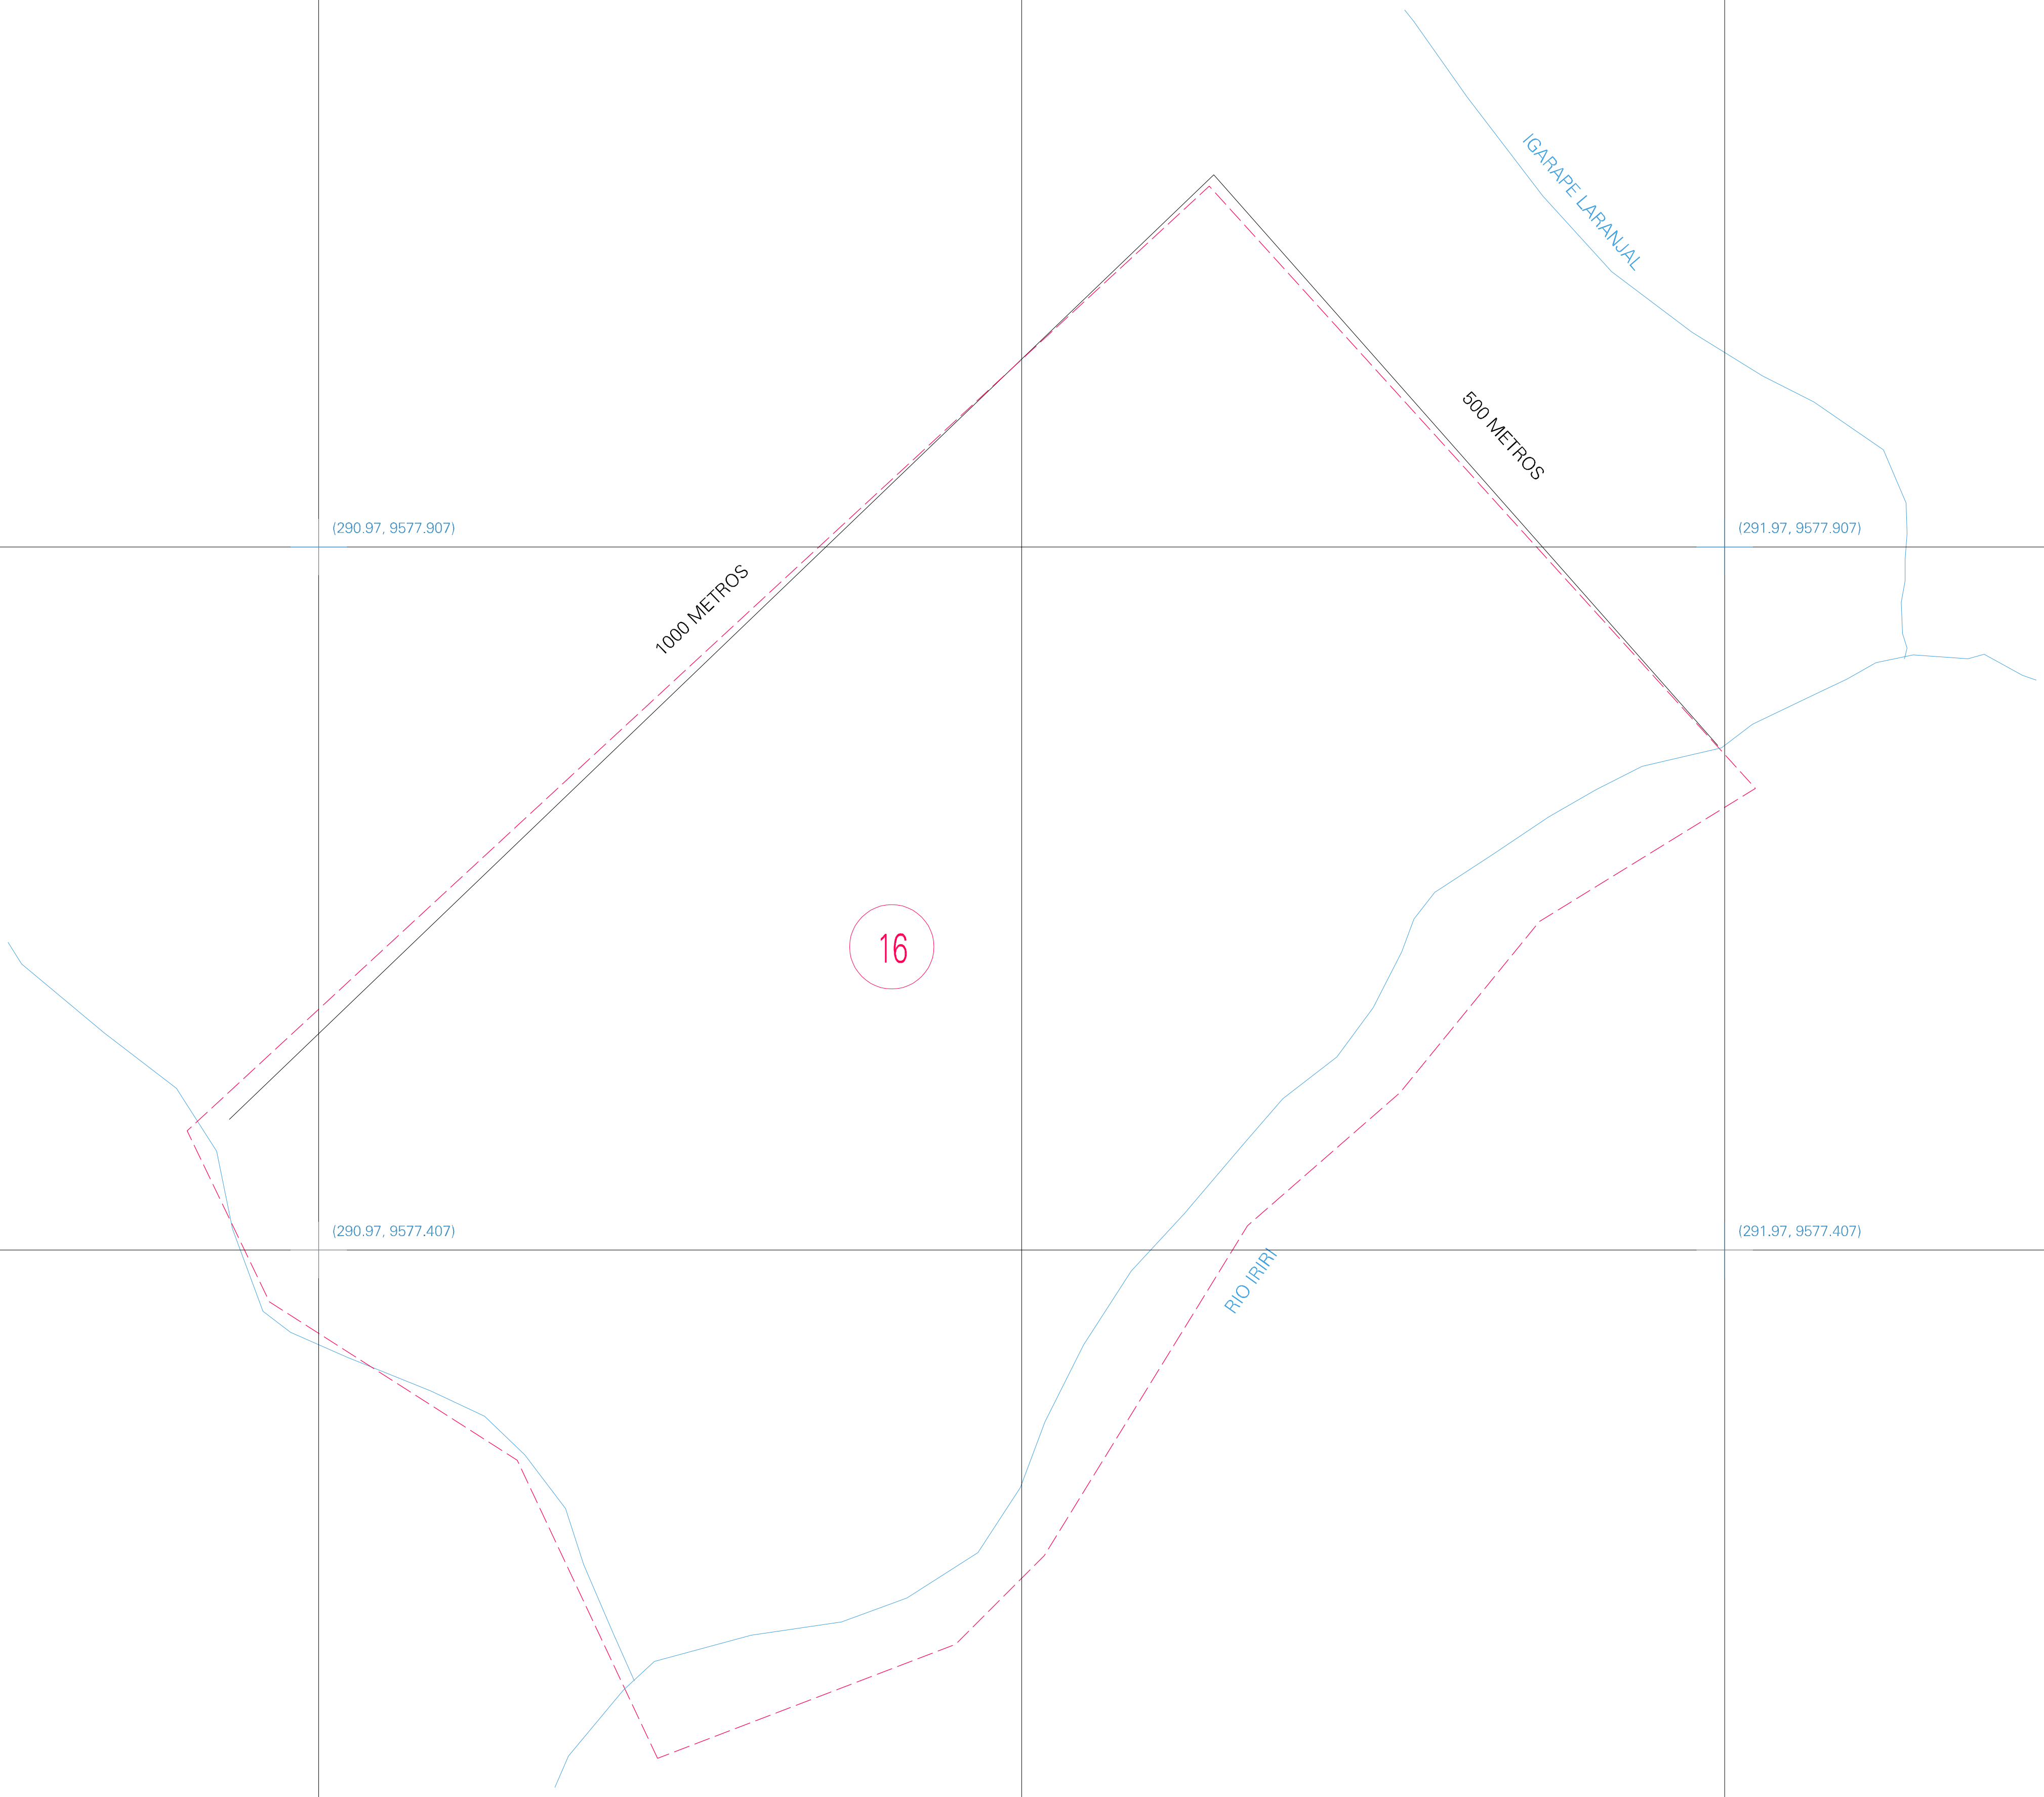 IGARAPE LARANJAL
500 METROS
(290.97, 9577.907)
(291.97, 9577.907)
1000 METROS
16
(290.97, 9577.407)
(291.97, 9577.407)
RIO IRIRI